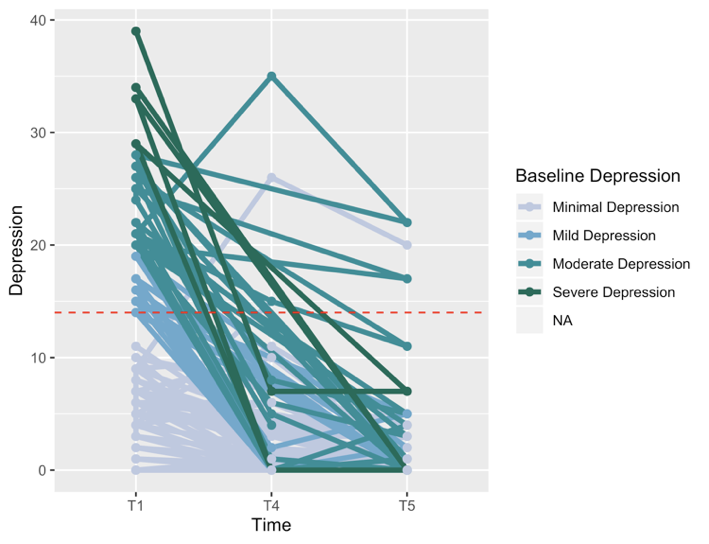 40
30
20
10
0
Depression
T1 T4 T5
Time
Baseline Depression
Minimal Depression
Mild Depression
Moderate Depression
Severe Depression
NA